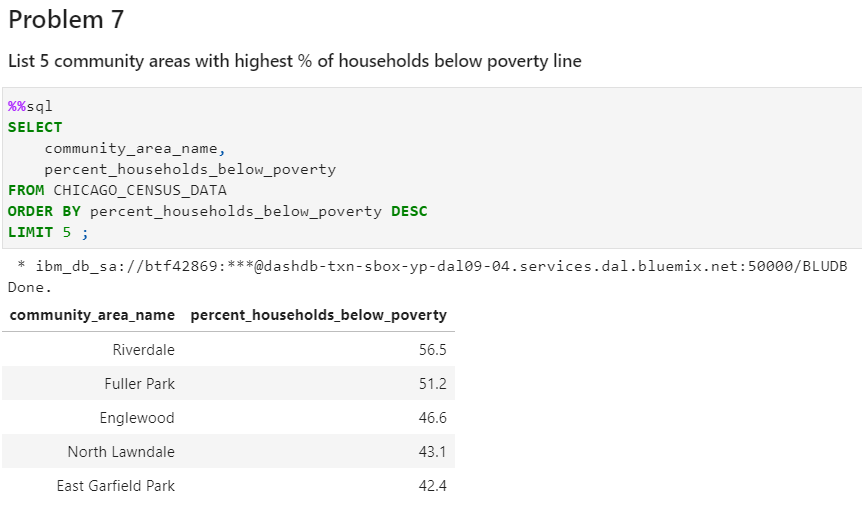 Problem 7
List 5 community areas with highest % of households below poverty line
%%sql
SELECT
    community_area_name,
    percent_households_below_poverty
FROM CHICAGO_CENSUS_DATA
ORDER BY percent_households_below_poverty DESC
LIMIT 5 ;
* ibm_db_sa://btf42869:***@dashdb-txn-sbox-yp-dal09-04.services.dal.bluemix.net:50000/BLUDB
Done.
community_area_name percent_households_below_poverty
Riverdale 56.5
Fuller Park 51.2
Englewood 46.6
North Lawndale 43.1
East Garfield Park 42.4